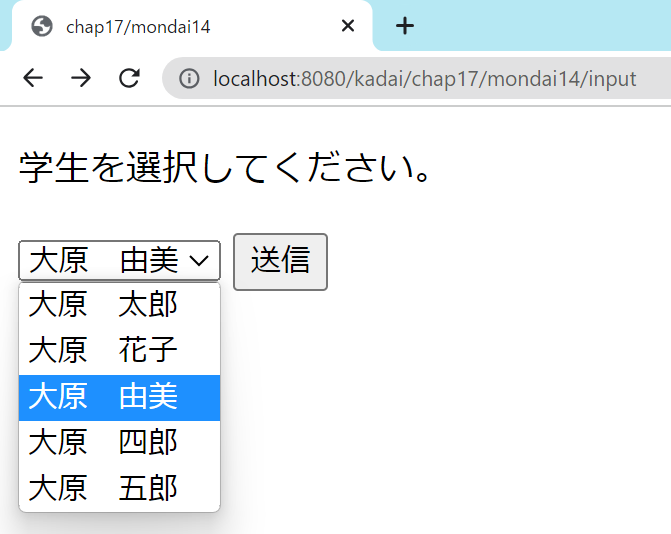 chap17/mondai14
localhost:8080/kadai/chap17/mondai14/input
学生を選択してください。
大原　由美 送信
大原　太郎
大原　花子
大原　由美
大原　四郎
大原　五郎